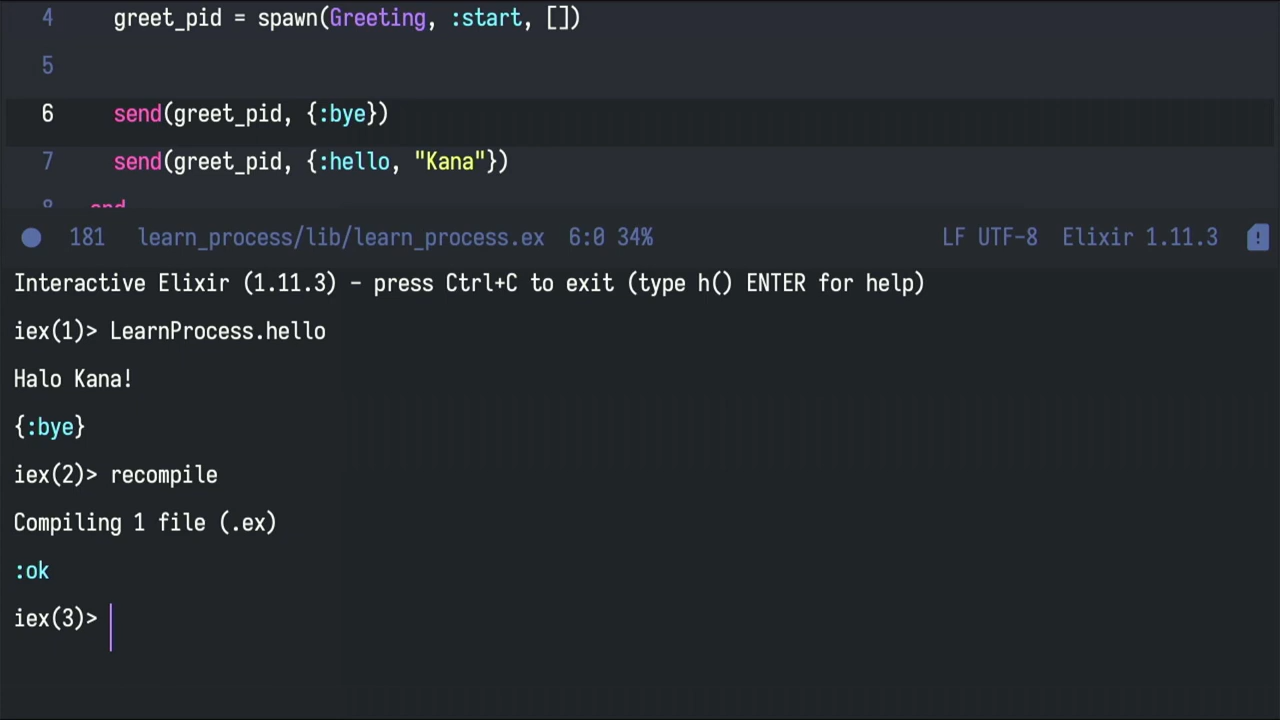 4 greet_pid = spawn(Greeting, :start, [])
5
6 send(greet_pid, {:bye})
7 send(greet_pid, {:hello, "Kana"})
8 end
181 learn_process/lib/learn_process.ex 6:0 34% LF UTF-8 Elixir 1.11.3 !
Interactive Elixir (1.11.3) - press Ctrl+C to exit (type h() ENTER for help)
iex(1)> LearnProcess.hello
Halo Kana!
{:bye}
iex(2)> recompile
Compiling 1 file (.ex)
:ok
iex(3)>